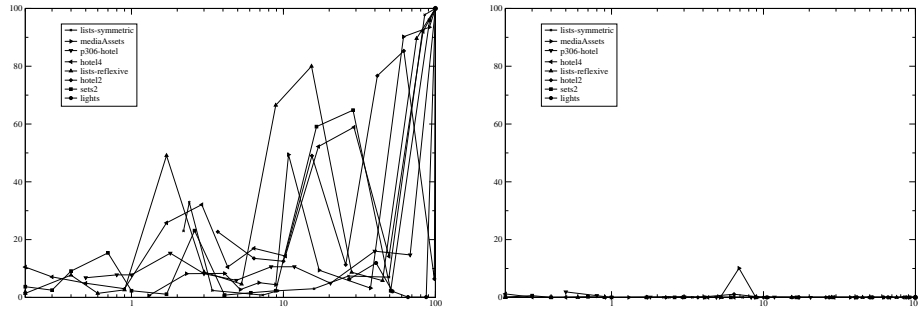 100
80
60
40
20
0
1
10
100
lists-symmetric
mediaAssets
p306-hotel
hotel4
lists-reflexive
hotel2
sets2
lights
100
80
60
40
20
0
1
10
100
lists-symmetric
mediaAssets
p306-hotel
hotel4
lists-reflexive
hotel2
sets2
lights